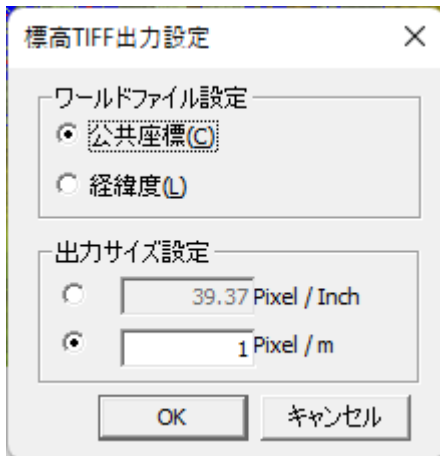 標高TIFF出力設定
ワールドファイル設定
公共座標(C)
経緯度(L)
出力サイズ設定
39.37 Pixel / Inch
1 Pixel / m
OK キャンセル